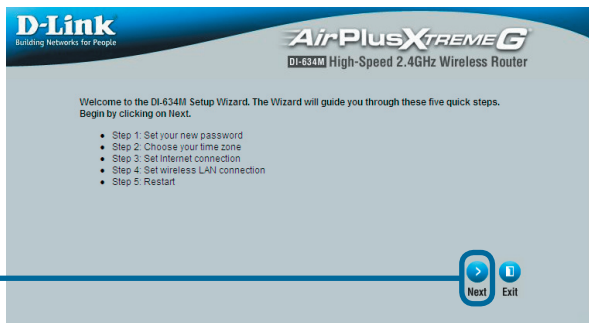 D-Link
Building Networks for People
AirPlus XTREME G
DI-634M High-Speed 2.4GHz Wireless Router
Welcome to the DI-634M Setup Wizard. The Wizard will guide you through these five quick steps.
Begin by clicking on Next.
• Step 1: Set your new password
• Step 2: Choose your time zone
• Step 3: Set Internet connection
• Step 4: Set wireless LAN connection
• Step 5: Restart
Next Exit